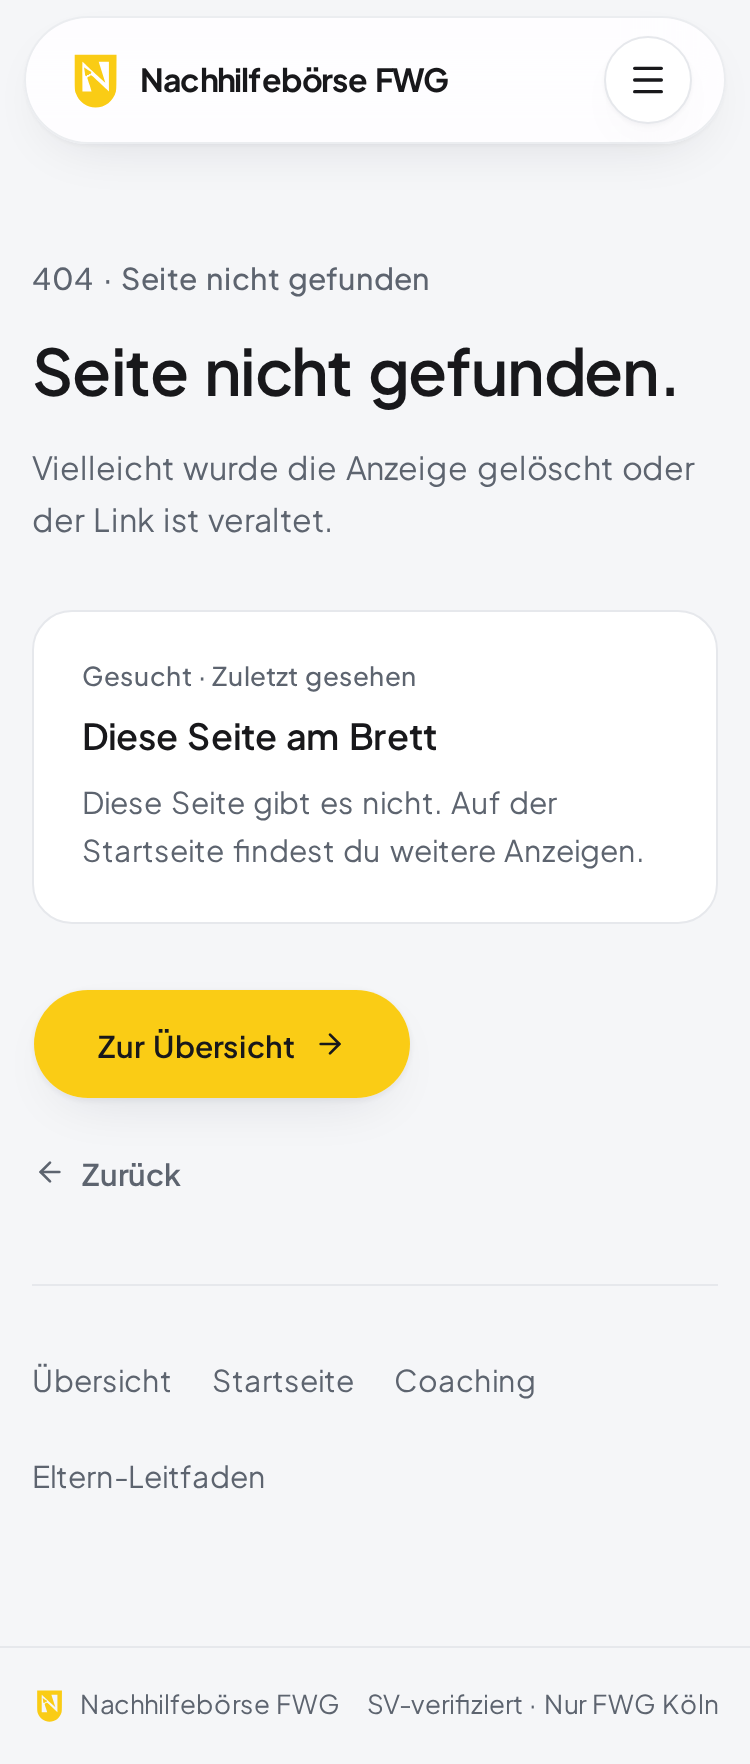 Nachhilfebörse FWG
404 · Seite nicht gefunden
Seite nicht gefunden.
Vielleicht wurde die Anzeige gelöscht oder
der Link ist veraltet.
Gesucht · Zuletzt gesehen
Diese Seite am Brett
Diese Seite gibt es nicht. Auf der
Startseite findest du weitere Anzeigen.
Zur Übersicht →
← Zurück
Übersicht Startseite Coaching
Eltern-Leitfaden
Nachhilfebörse FWG SV-verifiziert · Nur FWG Köln